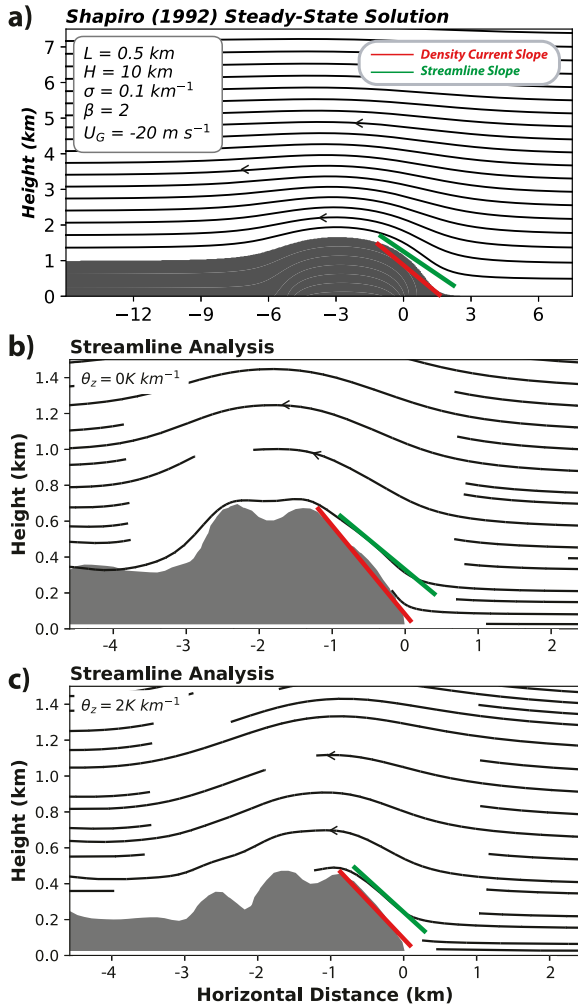 a)
Shapiro (1992) Steady-State Solution
L = 0.5 km
H = 10 km
σ = 0.1 km⁻¹
β = 2
U_G = -20 m s⁻¹
Density Current Slope
Streamline Slope
Height (km)
7
6
5
4
3
2
1
0
−12 −9 −6 −3 0 3 6
b)
Streamline Analysis
θ_z = 0K km⁻¹
Height (km)
1.4
1.2
1.0
0.8
0.6
0.4
0.2
0.0
-4 -3 -2 -1 0 1 2
c)
Streamline Analysis
θ_z = 2K km⁻¹
Height (km)
1.4
1.2
1.0
0.8
0.6
0.4
0.2
0.0
-4 -3 -2 -1 0 1 2
Horizontal Distance (km)